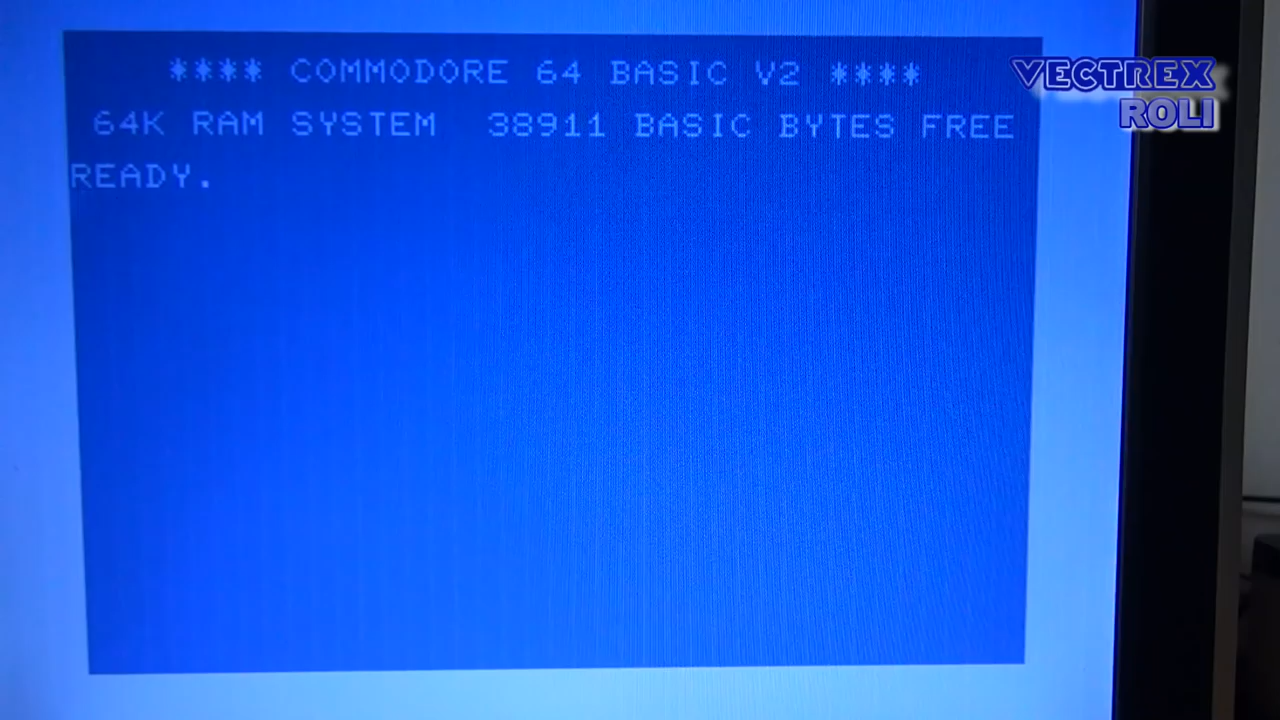 **** COMMODORE 64 BASIC V2 ****
64K RAM SYSTEM  38911 BASIC BYTES FREE
READY.
VECTREX
ROLI